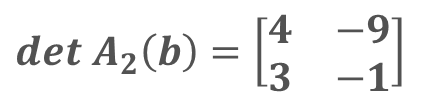 det A₂(b) = [4 −9]
[3 −1]